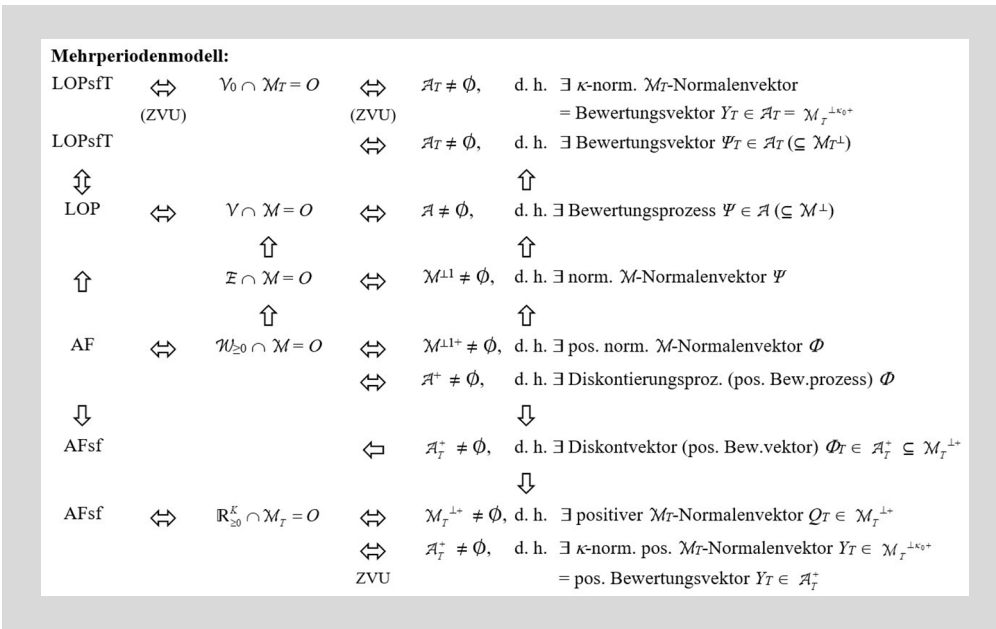 Mehrperiodenmodell:
LOPsfT ⇔ 𝒱₀ ∩ ℳ_T = O ⇔ 𝒜_T ≠ Ø, d. h. ∃ κ-norm. ℳ_T-Normalenvektor
(ZVU) (ZVU) = Bewertungsvektor Y_T ∈ 𝒜_T = ℳ_T^⊥κ₀+
LOPsfT ⇔ 𝒜_T ≠ Ø, d. h. ∃ Bewertungsvektor Ψ_T ∈ 𝒜_T (⊆ ℳ_T^⊥)
⇕ ⇑
LOP ⇔ 𝒱 ∩ ℳ = O ⇔ 𝒜 ≠ Ø, d. h. ∃ Bewertungsprozess Ψ ∈ 𝒜 (⊆ ℳ^⊥)
⇑ ⇑
⇑ ℰ ∩ ℳ = O ⇔ ℳ^⊥1 ≠ Ø, d. h. ∃ norm. ℳ-Normalenvektor Ψ
⇑ ⇑
AF ⇔ 𝒲≥0 ∩ ℳ = O ⇔ ℳ^⊥1+ ≠ Ø, d. h. ∃ pos. norm. ℳ-Normalenvektor Φ
⇔ 𝒜^+ ≠ Ø, d. h. ∃ Diskontierungsproz. (pos. Bew.prozess) Φ
⇓ ⇓
AFsf ⇐ 𝒜_T^+ ≠ Ø, d. h. ∃ Diskontvektor (pos. Bew.vektor) Φ_T ∈ 𝒜_T^+ ⊆ ℳ_T^⊥+
⇓
AFsf ⇔ ℝ^K_≥0 ∩ ℳ_T = O ⇔ ℳ_T^⊥+ ≠ Ø, d. h. ∃ positiver ℳ_T-Normalenvektor Q_T ∈ ℳ_T^⊥+
⇔ 𝒜_T^+ ≠ Ø, d. h. ∃ κ-norm. pos. ℳ_T-Normalenvektor Y_T ∈ ℳ_T^⊥κ₀+
ZVU = pos. Bewertungsvektor Y_T ∈ 𝒜_T^+